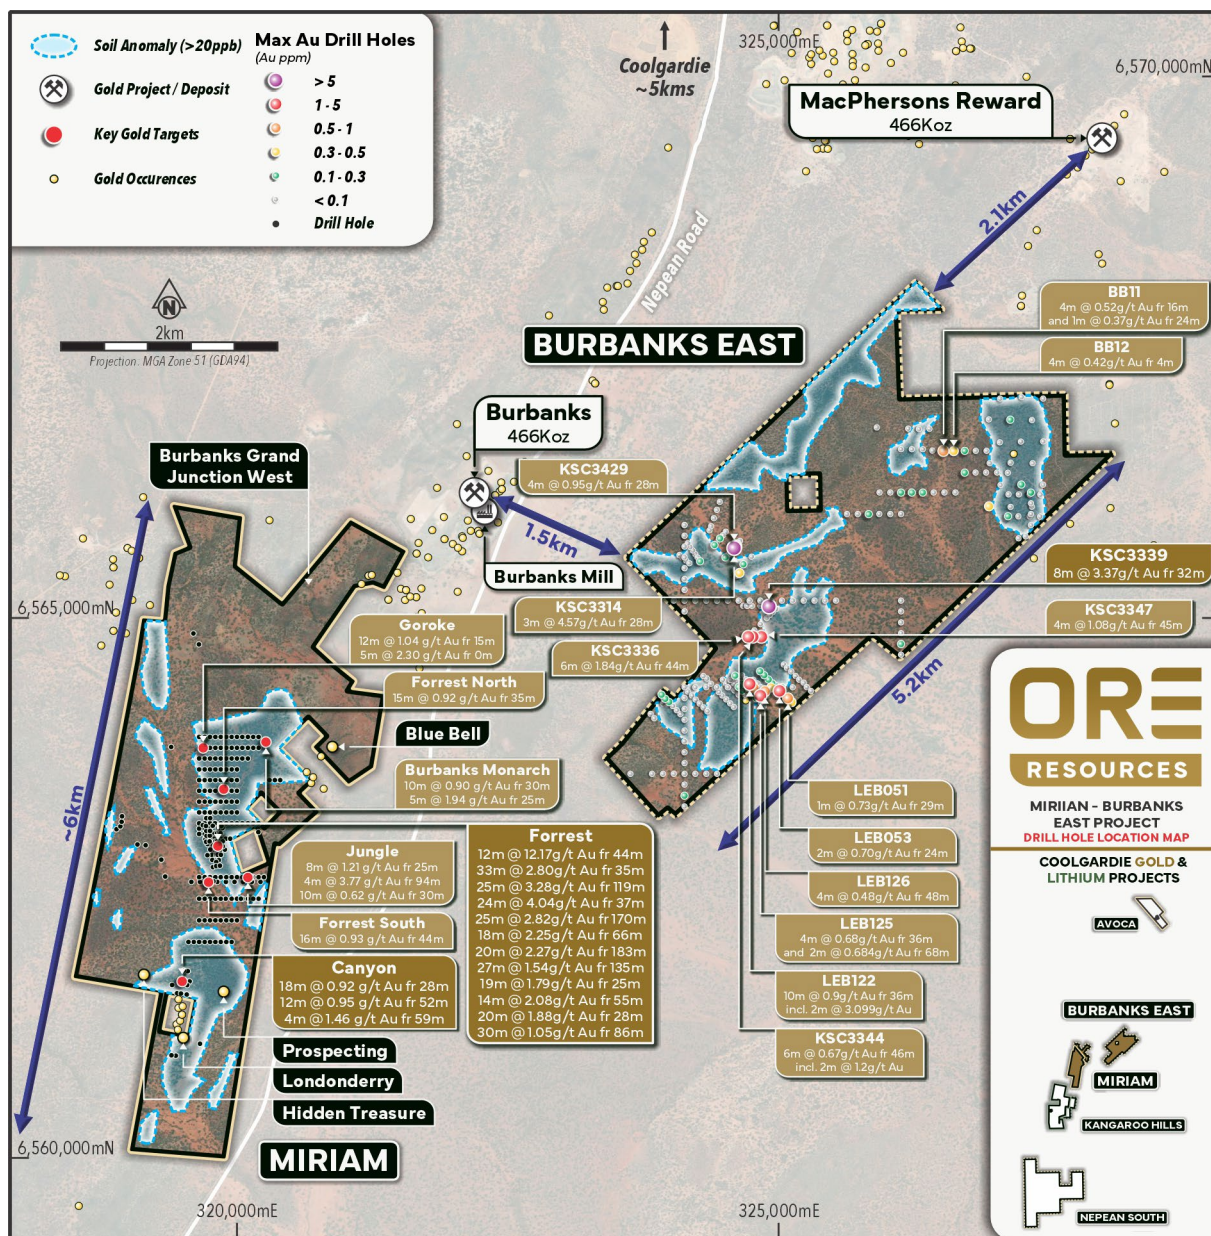 Soil Anomaly (>20ppb)
Gold Project / Deposit
Key Gold Targets
Gold Occurences
Max Au Drill Holes
(Au ppm)
> 5
1 - 5
0.5 - 1
0.3 - 0.5
0.1 - 0.3
< 0.1
Drill Hole
Coolgardie
~5kms
325,000mE
6,570,000mN
MacPhersons Reward
466Koz
2.1km
Nepean Road
N
2km
Projection: MGA Zone 51 (GDA94)
BURBANKS EAST
BB11
4m @ 0.52g/t Au fr 16m
and 1m @ 0.37g/t Au fr 24m
BB12
4m @ 0.42g/t Au fr 4m
Burbanks
466Koz
Burbanks Grand
Junction West
KSC3429
4m @ 0.95g/t Au fr 28m
1.5km
Burbanks Mill
KSC3339
8m @ 3.37g/t Au fr 32m
6,565,000mN
KSC3314
3m @ 4.57g/t Au fr 28m
KSC3347
4m @ 1.08g/t Au fr 45m
Goroke
12m @ 1.04 g/t Au fr 15m
5m @ 2.30 g/t Au fr 0m
KSC3336
6m @ 1.84g/t Au fr 44m
5.2km
Forrest North
15m @ 0.92 g/t Au fr 35m
Blue Bell
Burbanks Monarch
10m @ 0.90 g/t Au fr 30m
5m @ 1.94 g/t Au fr 25m
~6km
LEB051
1m @ 0.73g/t Au fr 29m
LEB053
2m @ 0.70g/t Au fr 24m
LEB126
4m @ 0.48g/t Au fr 48m
LEB125
4m @ 0.68g/t Au fr 36m
and 2m @ 0.684g/t Au fr 68m
LEB122
10m @ 0.9g/t Au fr 36m
incl. 2m @ 3.099g/t Au
KSC3344
6m @ 0.67g/t Au fr 46m
incl. 2m @ 1.2g/t Au
Forrest
12m @ 12.17g/t Au fr 44m
33m @ 2.80g/t Au fr 35m
25m @ 3.28g/t Au fr 119m
24m @ 4.04g/t Au fr 37m
25m @ 2.82g/t Au fr 170m
18m @ 2.25g/t Au fr 66m
20m @ 2.27g/t Au fr 183m
27m @ 1.54g/t Au fr 135m
19m @ 1.79g/t Au fr 25m
14m @ 2.08g/t Au fr 55m
20m @ 1.88g/t Au fr 28m
30m @ 1.05g/t Au fr 86m
Jungle
8m @ 1.21 g/t Au fr 25m
4m @ 3.77 g/t Au fr 94m
10m @ 0.62 g/t Au fr 30m
Forrest South
16m @ 0.93 g/t Au fr 44m
Canyon
18m @ 0.92 g/t Au fr 28m
12m @ 0.95 g/t Au fr 52m
4m @ 1.46 g/t Au fr 59m
Prospecting
Londonderry
Hidden Treasure
6,560,000mN
MIRIAM
320,000mE
325,000mE
ORE
RESOURCES
MIRIIAN - BURBANKS
EAST PROJECT
DRILL HOLE LOCATION MAP
COOLGARDIE GOLD &
LITHIUM PROJECTS
AVOCA
BURBANKS EAST
MIRIAM
KANGAROO HILLS
NEPEAN SOUTH